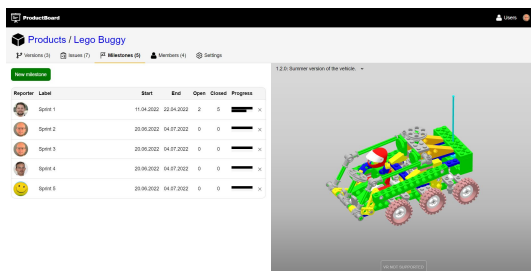 ProductBoard
Users
Products / Lego Buggy
Versions (3) Issues (7) Milestones (5) Members (4) Settings
New milestone
1.2.0: Summer version of the vehicle.
Reporter Label Start End Open Closed Progress
Sprint 1 11.04.2022 22.04.2022 2 5
Sprint 2 20.06.2022 04.07.2022 0 0
Sprint 3 20.06.2022 04.07.2022 0 0
Sprint 4 20.06.2022 04.07.2022 0 0
Sprint 5 20.06.2022 04.07.2022 0 0
VR NOT SUPPORTED